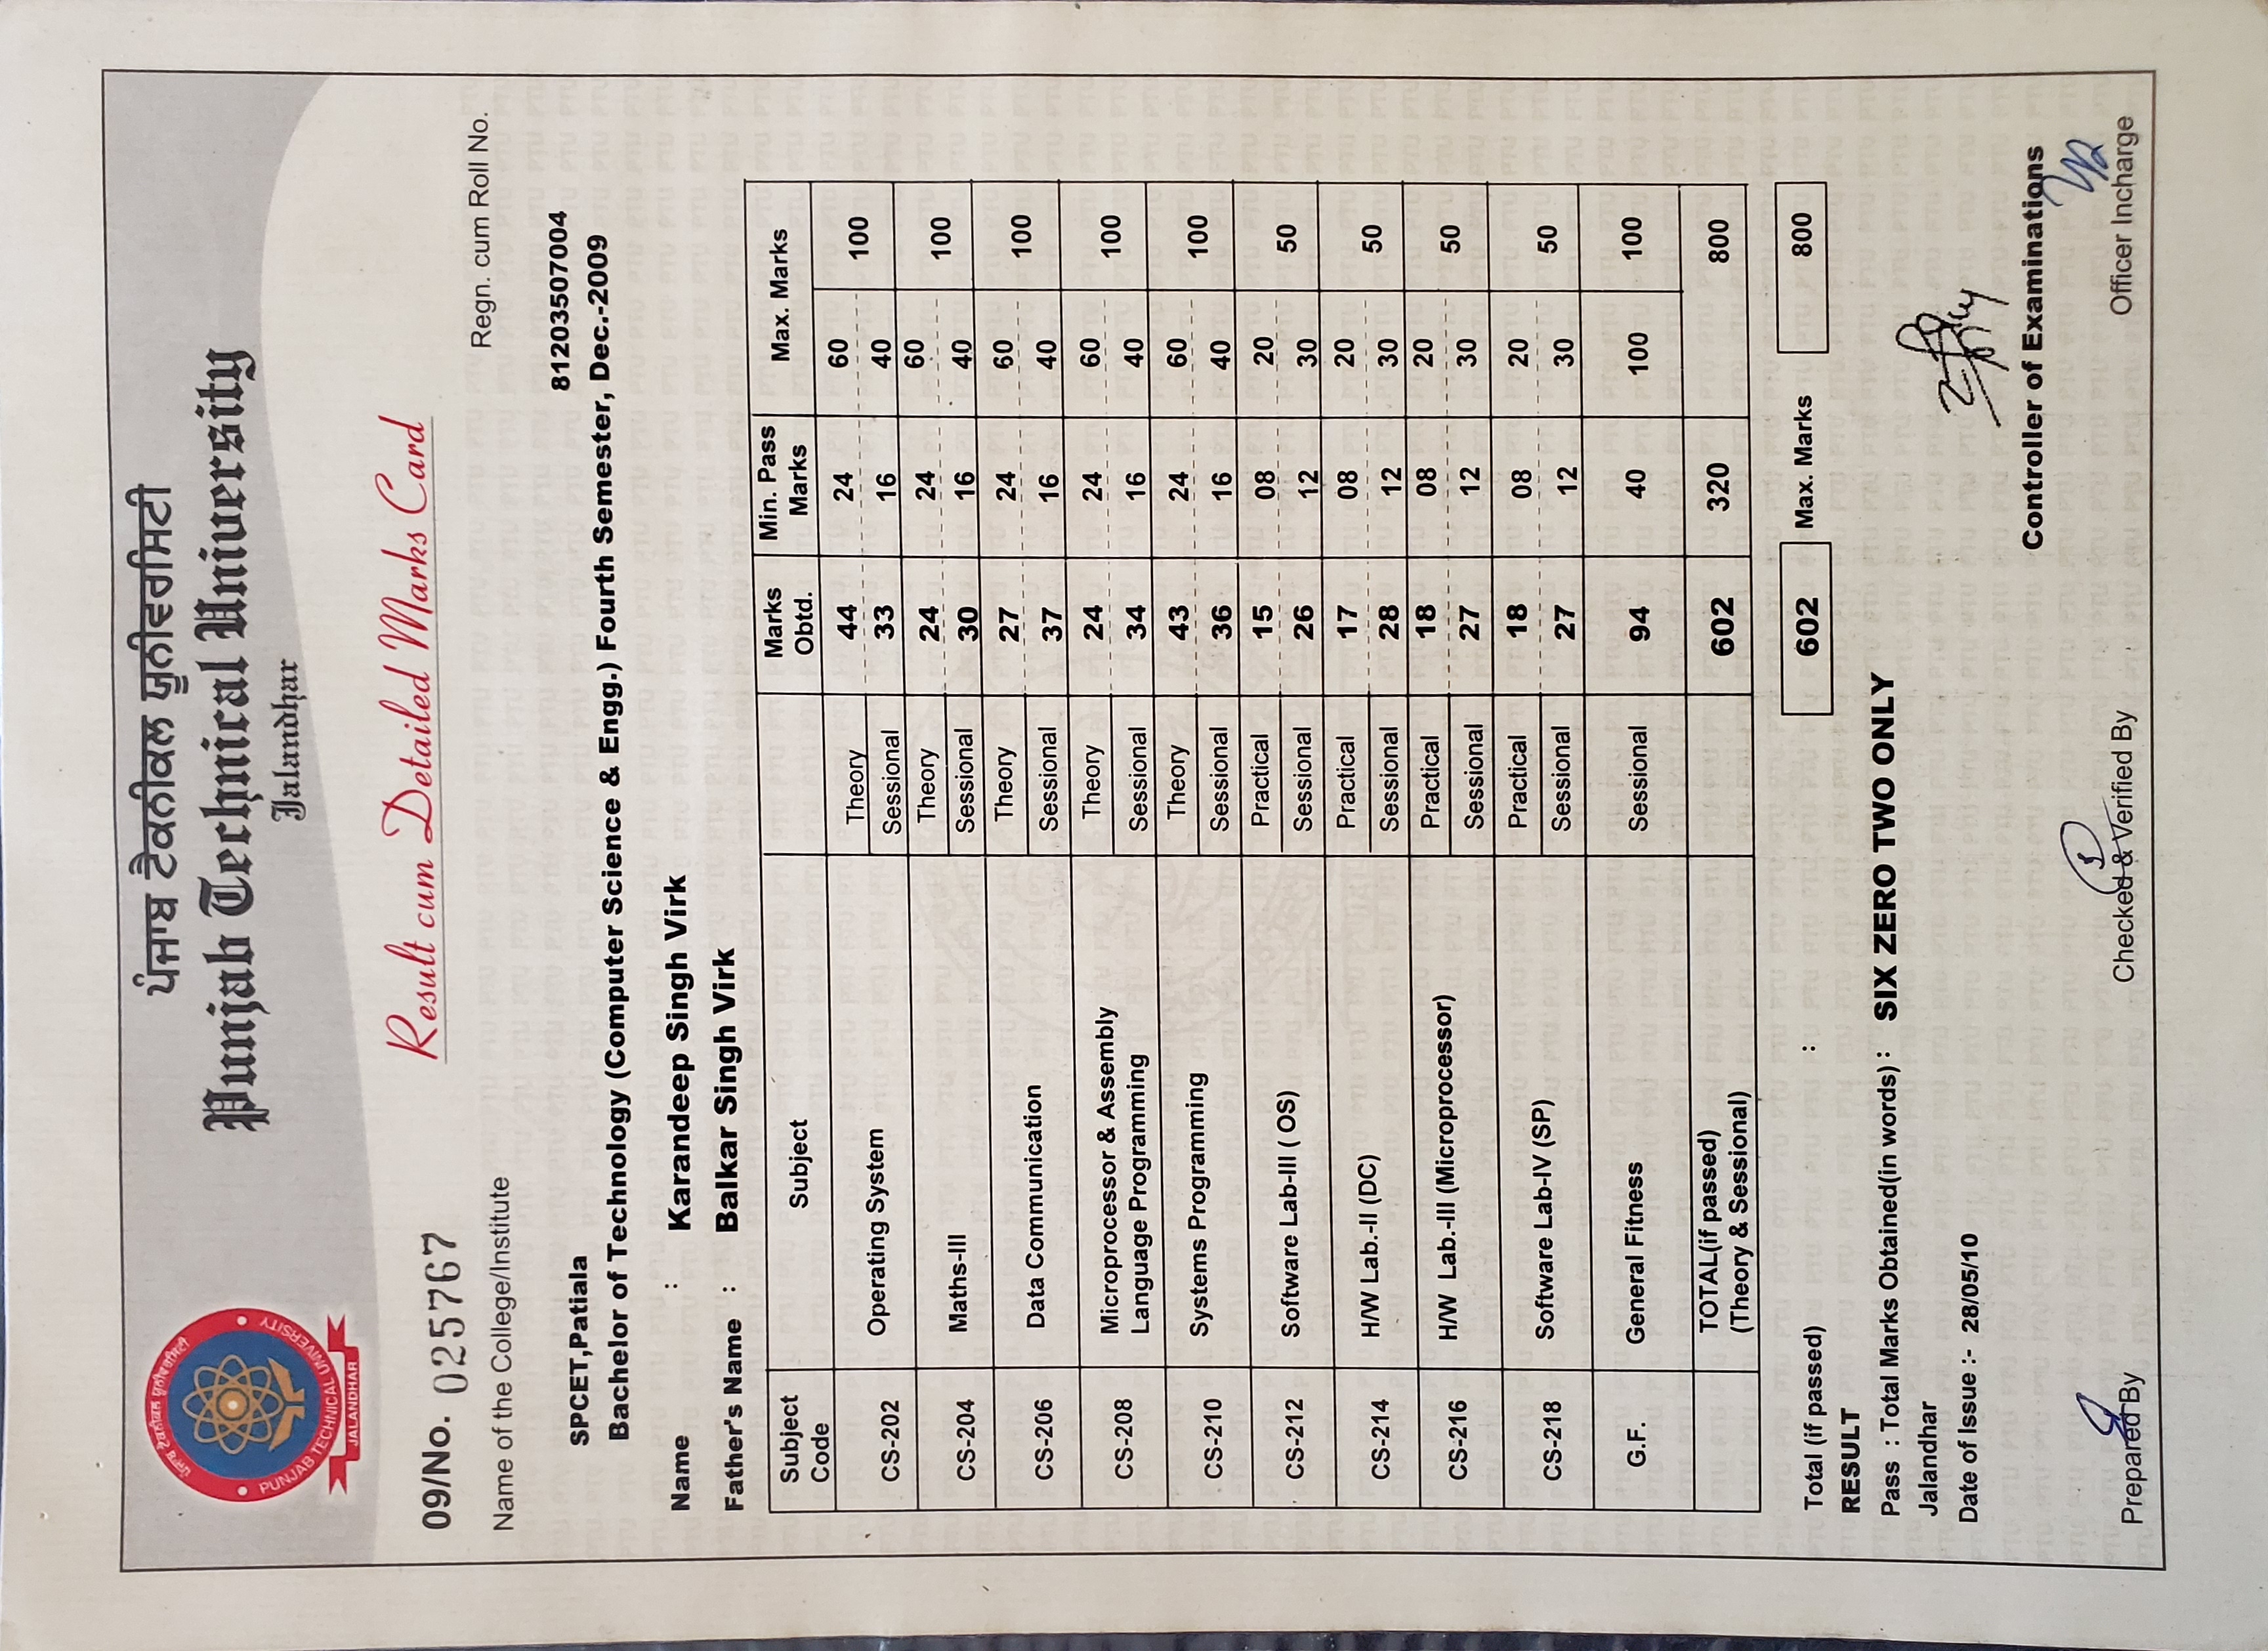 ਪੰਜਾਬ ਟੈਕਨੀਕਲ ਯੂਨੀਵਰਸਿਟੀ
Punjab Technical University
Jalandhar
ਪੰਜਾਬ ਟੈਕਨੀਕਲ ਯੂਨੀਵਰਸਿਟੀ
PUNJAB TECHNICAL UNIVERSITY
JALANDHAR
Result cum Detailed Marks Card
09/No. 025767
Name of the College/Institute Regn. cum Roll No.
SPCET,Patiala 81203507004
Bachelor of Technology (Computer Science & Engg.) Fourth Semester, Dec.-2009
Name : Karandeep Singh Virk
Father's Name : Balkar Singh Virk
Subject Code Subject Marks Obtd. Min. Pass Marks Max. Marks
CS-202 Operating System Theory 44 24 60 100
Sessional 33 16 40
CS-204 Maths-III Theory 24 24 60 100
Sessional 30 16 40
CS-206 Data Communication Theory 27 24 60 100
Sessional 37 16 40
CS-208 Microprocessor & Assembly Theory 24 24 60 100
Language Programming Sessional 34 16 40
CS-210 Systems Programming Theory 43 24 60 100
Sessional 36 16 40
CS-212 Software Lab-III ( OS) Practical 15 08 20 50
Sessional 26 12 30
CS-214 H/W Lab.-II (DC) Practical 17 08 20 50
Sessional 28 12 30
CS-216 H/W Lab.-III (Microprocessor) Practical 18 08 20 50
Sessional 27 12 30
CS-218 Software Lab-IV (SP) Practical 18 08 20 50
Sessional 27 12 30
G.F. General Fitness Sessional 94 40 100 100
TOTAL(if passed)
(Theory & Sessional) 602 320 800
Total (if passed) : 602 Max. Marks 800
RESULT
Pass : Total Marks Obtained(in words) : SIX ZERO TWO ONLY
Jalandhar
Date of Issue :- 28/05/10
Controller of Examinations
Prepared By Checked & Verified By Officer Incharge